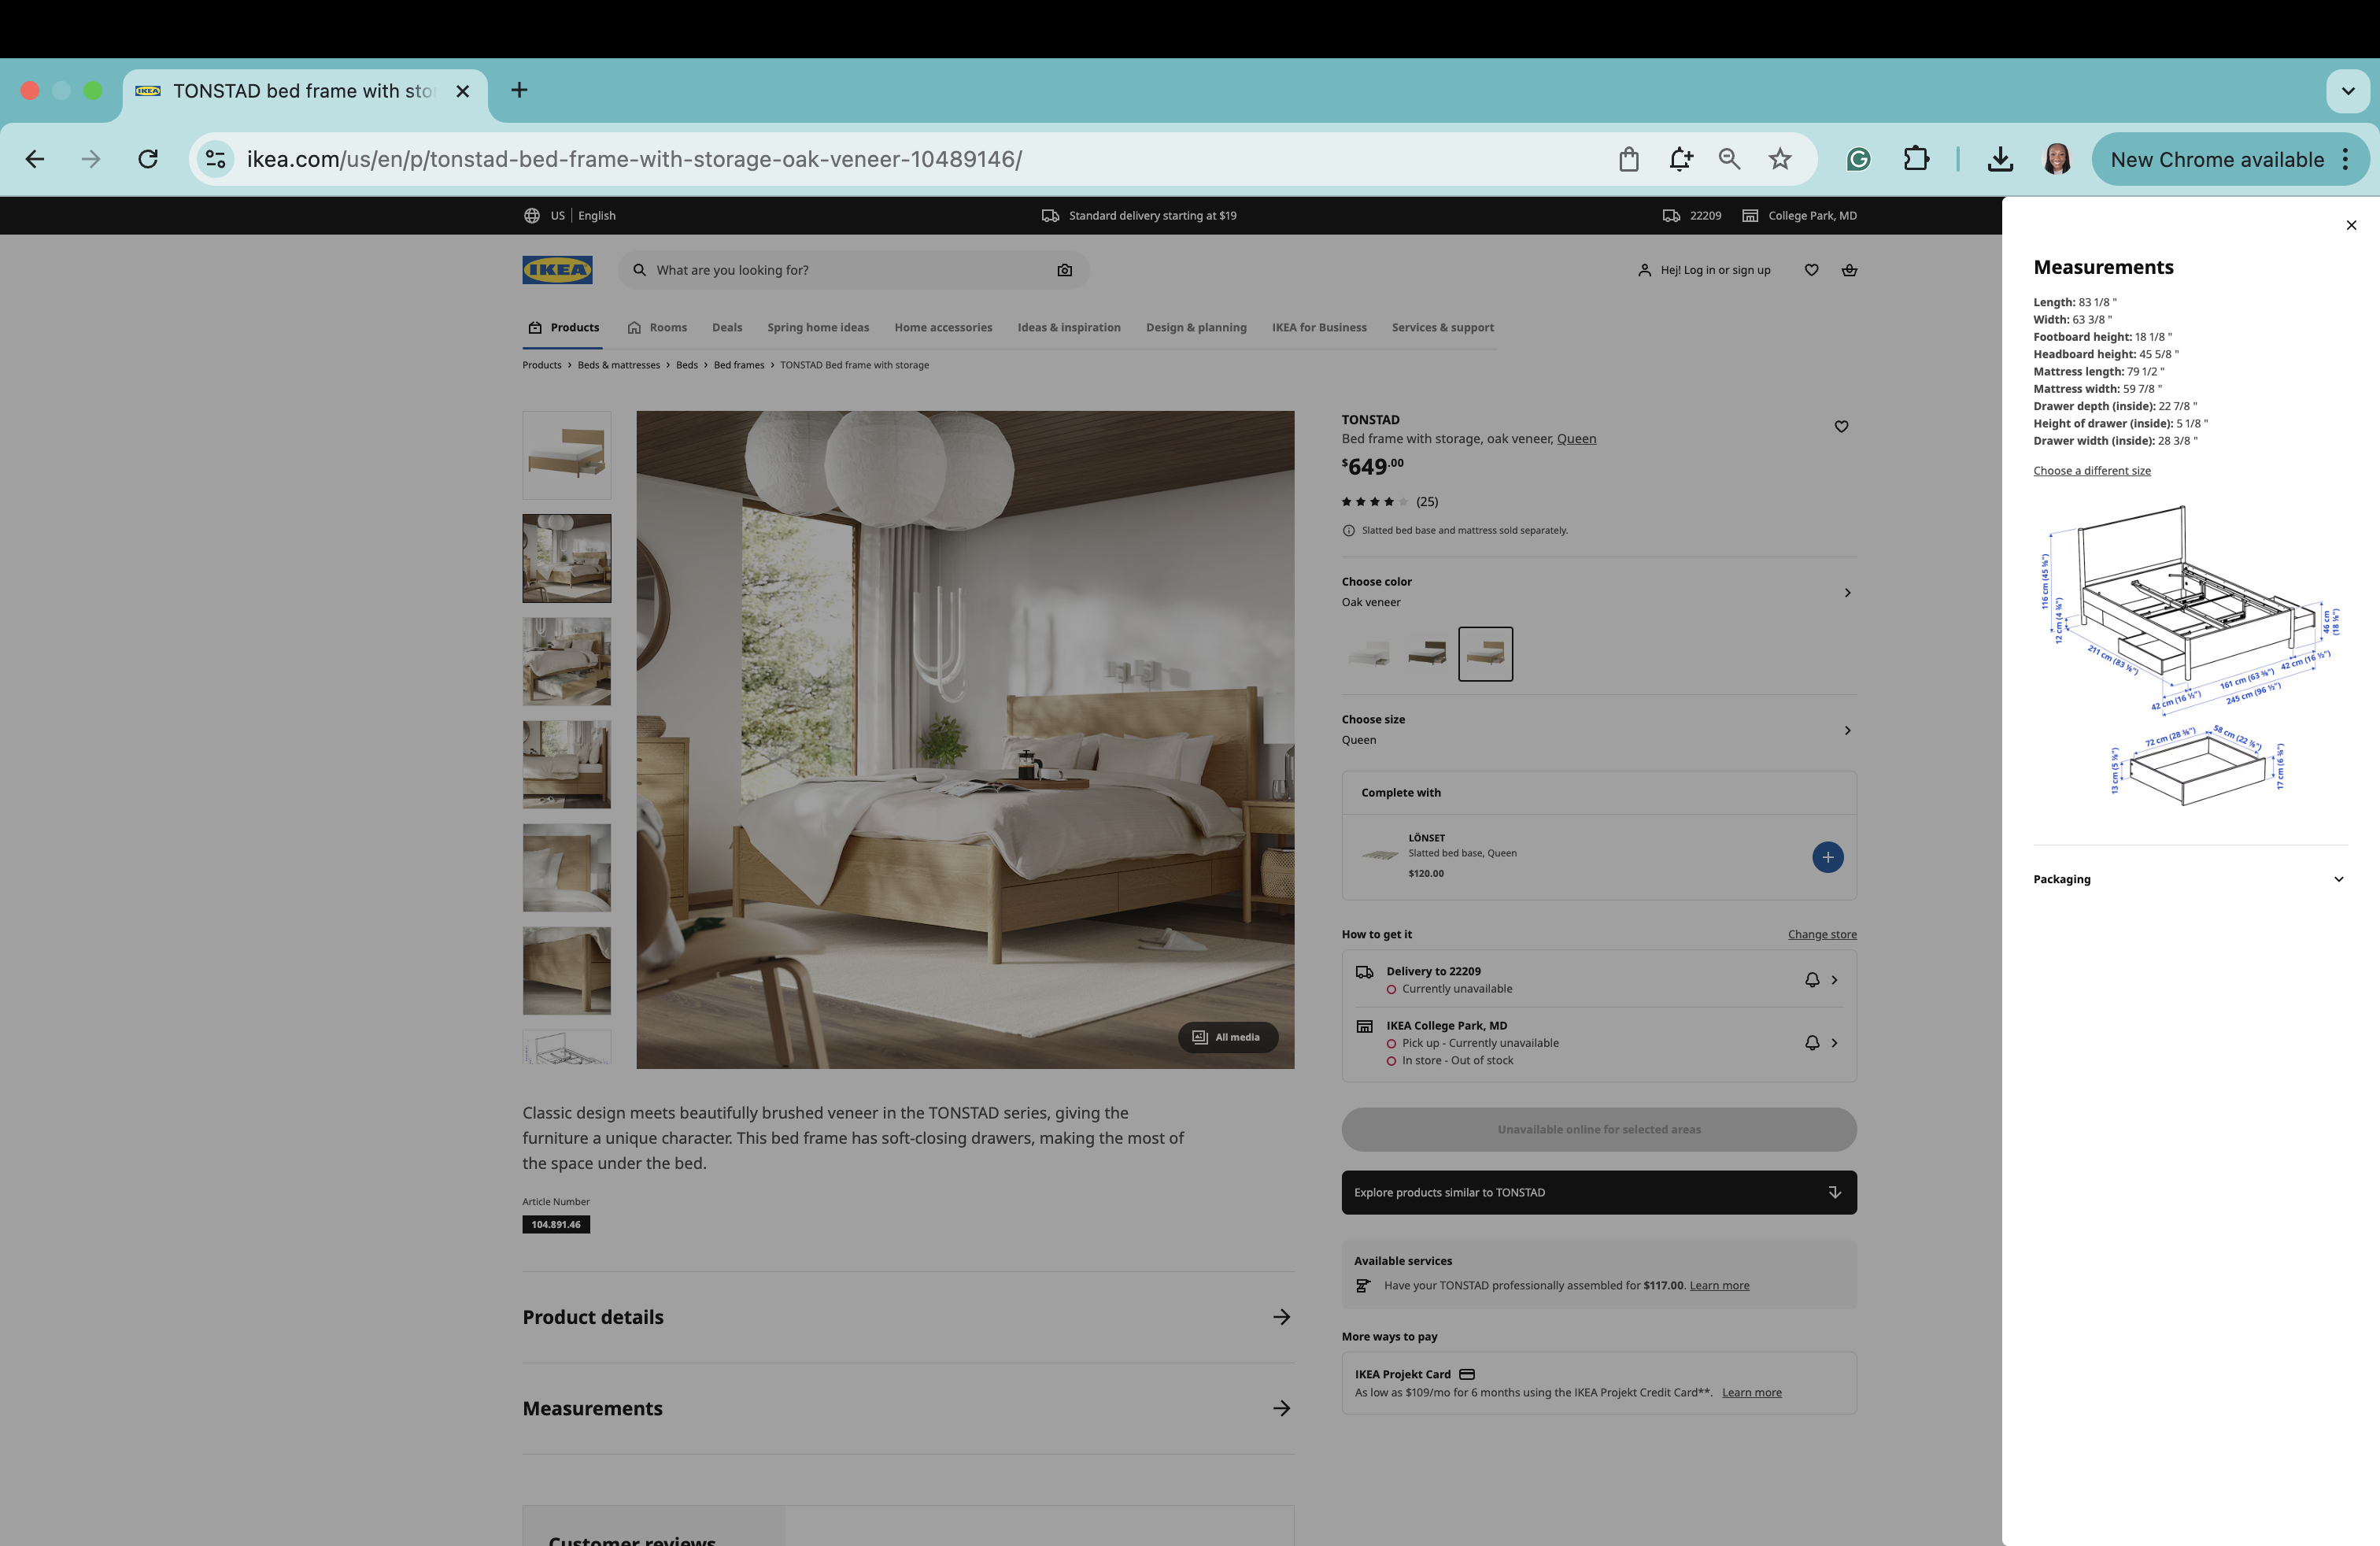 TONSTAD bed frame with sto
ikea.com/us/en/p/tonstad-bed-frame-with-storage-oak-veneer-10489146/
New Chrome available
US | English
Standard delivery starting at $19
22209
College Park, MD
IKEA
What are you looking for?
Hej! Log in or sign up
Products
Rooms
Deals
Spring home ideas
Home accessories
Ideas & inspiration
Design & planning
IKEA for Business
Services & support
Products > Beds & mattresses > Beds > Bed frames > TONSTAD Bed frame with storage
All media
Classic design meets beautifully brushed veneer in the TONSTAD series, giving the
furniture a unique character. This bed frame has soft-closing drawers, making the most of
the space under the bed.
Article Number
104.891.46
Product details
Measurements
Customer reviews
TONSTAD
Bed frame with storage, oak veneer, Queen
$649.00
(25)
Slatted bed base and mattress sold separately.
Choose color
Oak veneer
Choose size
Queen
Complete with
LÖNSET
Slatted bed base, Queen
$120.00
How to get it
Change store
Delivery to 22209
Currently unavailable
IKEA College Park, MD
Pick up - Currently unavailable
In store - Out of stock
Unavailable online for selected areas
Explore products similar to TONSTAD
Available services
Have your TONSTAD professionally assembled for $117.00. Learn more
More ways to pay
IKEA Projekt Card
As low as $109/mo for 6 months using the IKEA Projekt Credit Card**. Learn more
Measurements
Length: 83 1/8 "
Width: 63 3/8 "
Footboard height: 18 1/8 "
Headboard height: 45 5/8 "
Mattress length: 79 1/2 "
Mattress width: 59 7/8 "
Drawer depth (inside): 22 7/8 "
Height of drawer (inside): 5 1/8 "
Drawer width (inside): 28 3/8 "
Choose a different size
116 cm (45 ⅝")
12 cm (4 ¾")
211 cm (83 ⅛")
46 cm
(18 ⅛")
42 cm (16 ½")
161 cm (63 ⅜")
42 cm (16 ½")
245 cm (96 ½")
72 cm (28 ⅜")
58 cm (22 ⅞")
13 cm (5 ⅛")
17 cm (6 ¾")
Packaging